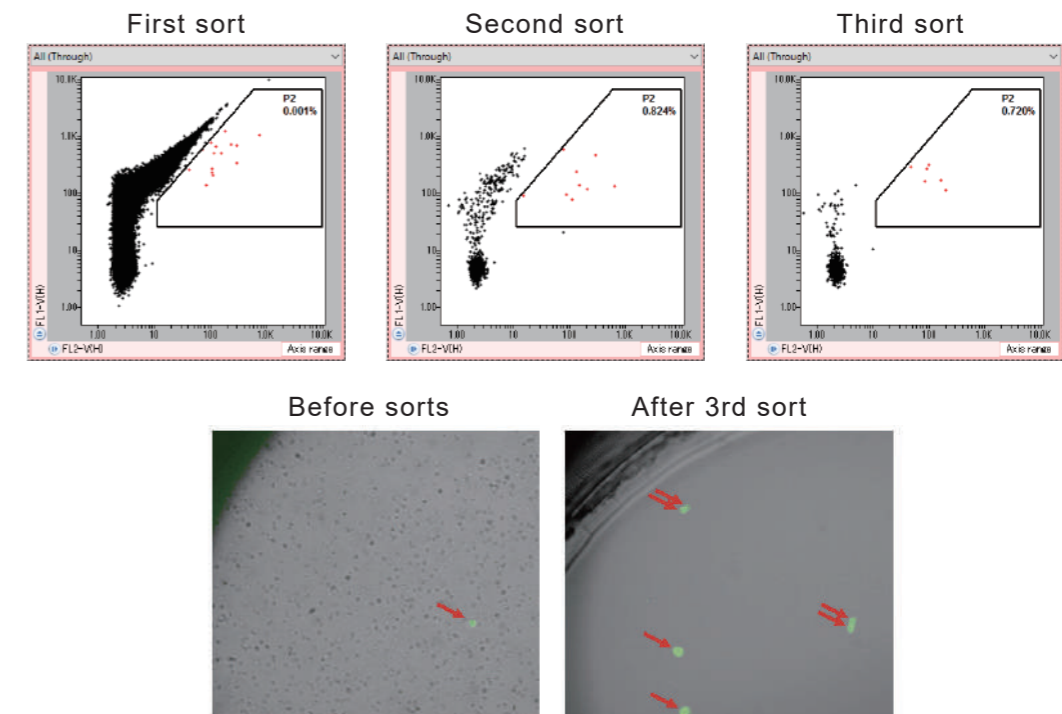 First sort
Second sort
Third sort
All (Through)
P2
0.001%
10.0K
1.0K
100
10
1.00
FL1-V(H)
1.00
10
100
1.0K
10.0K
FL2-V(H)
Axis range
All (Through)
P2
0.824%
10.0K
1.0K
100
10
1.00
FL1-V(H)
1.00
10
100
1.0K
10.0K
FL2-V(H)
Axis range
All (Through)
P2
0.720%
10.0K
1.0K
100
10
1.00
FL1-V(H)
1.00
10
100
1.0K
10.0K
FL2-V(H)
Axis range
Before sorts
After 3rd sort